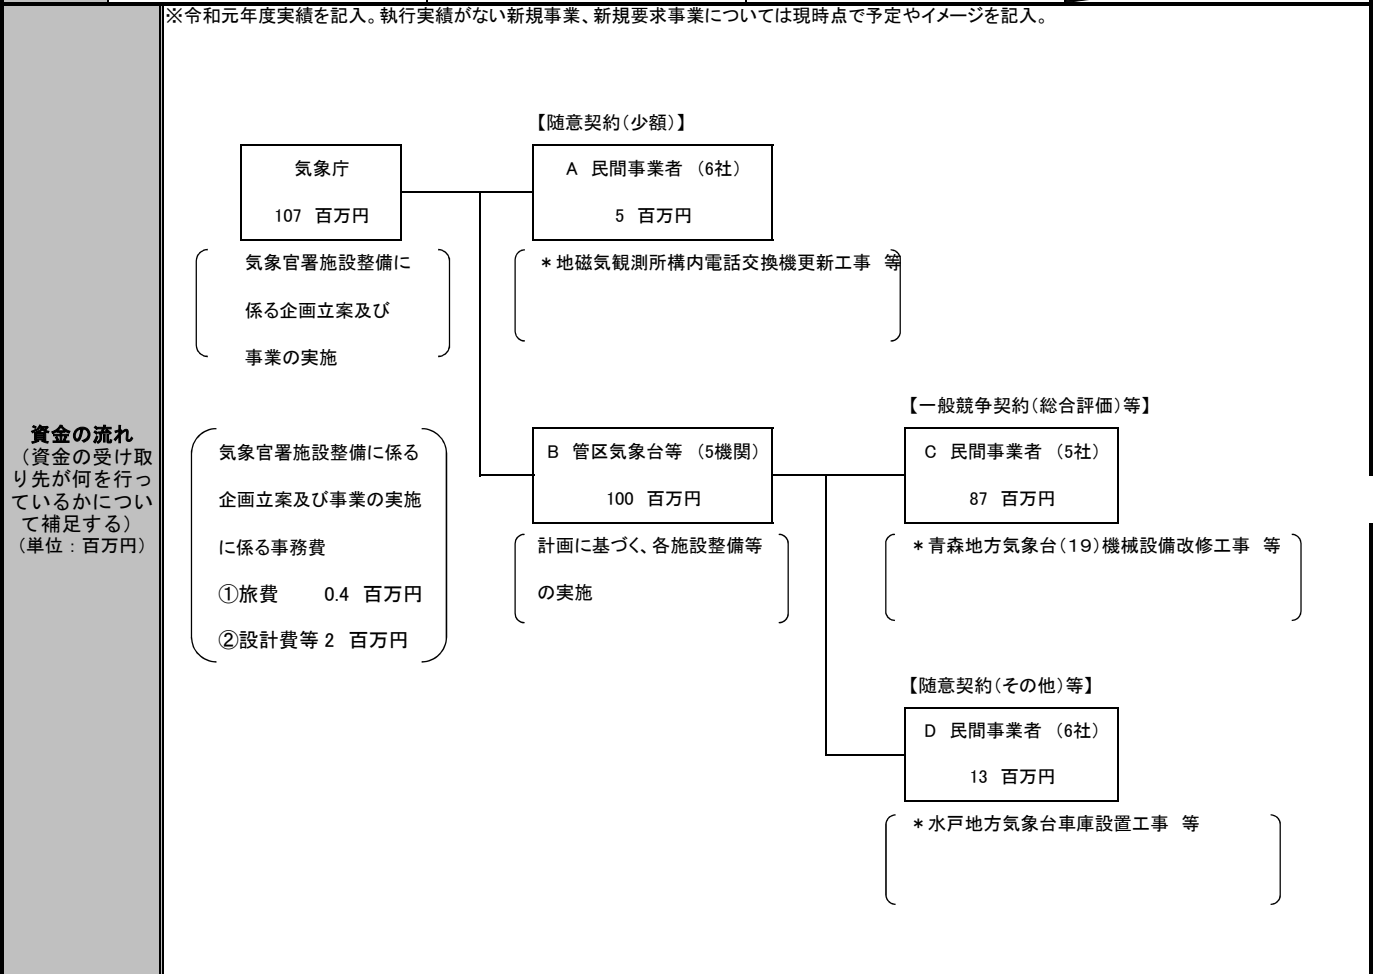 ※令和元年度実績を記入。執行実績がない新規事業、新規要求事業については現時点で予定やイメージを記入。
資金の流れ
（資金の受け取
り先が何を行っ
ているかについ
て補足する）
（単位：百万円）
気象庁
107 百万円
気象官署施設整備に
係る企画立案及び
事業の実施
気象官署施設整備に係る
企画立案及び事業の実施
に係る事務費
①旅費 0.4 百万円
②設計費等 2 百万円
【随意契約（少額）】
A 民間事業者 （6社）
5 百万円
＊地磁気観測所構内電話交換機更新工事 等
B 管区気象台等 （5機関）
100 百万円
計画に基づく、各施設整備等
の実施
【一般競争契約（総合評価）等】
C 民間事業者 （5社）
87 百万円
＊青森地方気象台（19）機械設備改修工事 等
【随意契約（その他）等】
D 民間事業者 （6社）
13 百万円
＊水戸地方気象台車庫設置工事 等